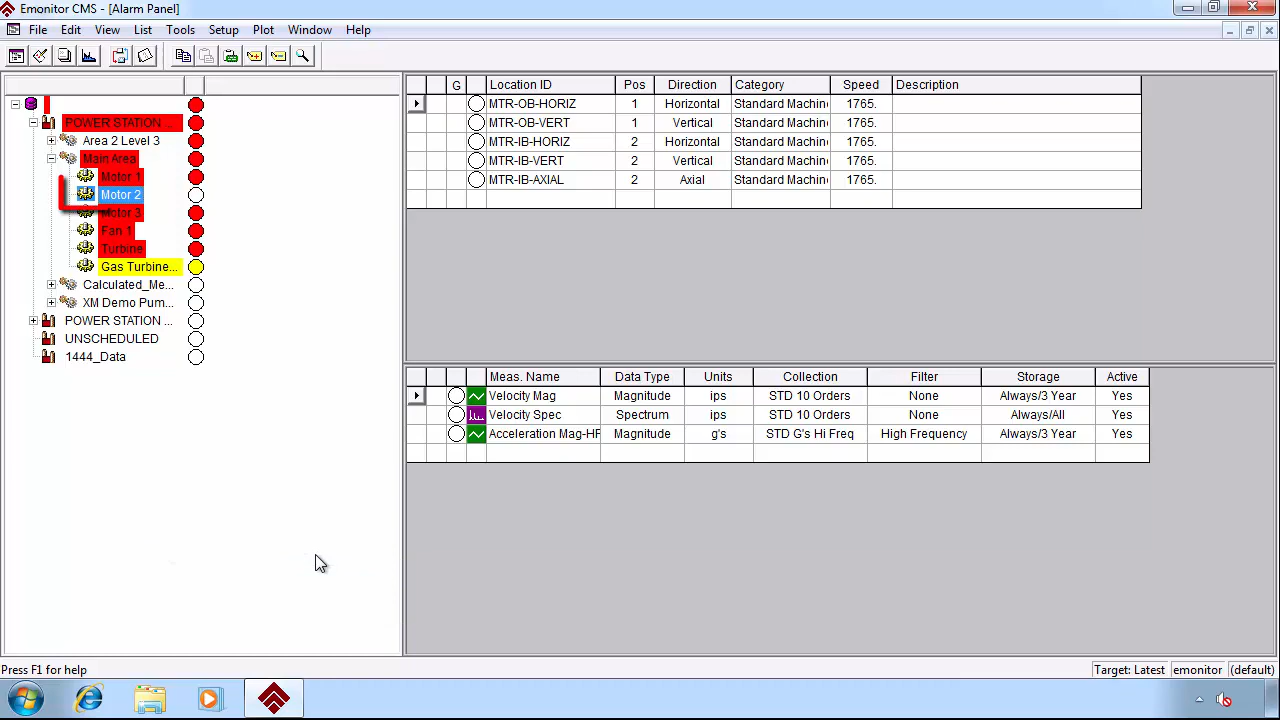 Emonitor CMS - [Alarm Panel]
File Edit View List Tools Setup Plot Window Help
POWER STATION ...
Area 2 Level 3
Main Area
Motor 1
Motor 2
Motor 3
Fan 1
Turbine
Gas Turbine...
Calculated_Me...
XM Demo Pum...
POWER STATION ...
UNSCHEDULED
1444_Data
G Location ID Pos Direction Category Speed Description
MTR-OB-HORIZ 1 Horizontal Standard Machin 1765.
MTR-OB-VERT 1 Vertical Standard Machin 1765.
MTR-IB-HORIZ 2 Horizontal Standard Machin 1765.
MTR-IB-VERT 2 Vertical Standard Machin 1765.
MTR-IB-AXIAL 2 Axial Standard Machin 1765.
Meas. Name Data Type Units Collection Filter Storage Active
Velocity Mag Magnitude ips STD 10 Orders None Always/3 Year Yes
Velocity Spec Spectrum ips STD 10 Orders None Always/All Yes
Acceleration Mag-HF Magnitude g's STD G's Hi Freq High Frequency Always/3 Year Yes
Press F1 for help
Target: Latest emonitor (default)